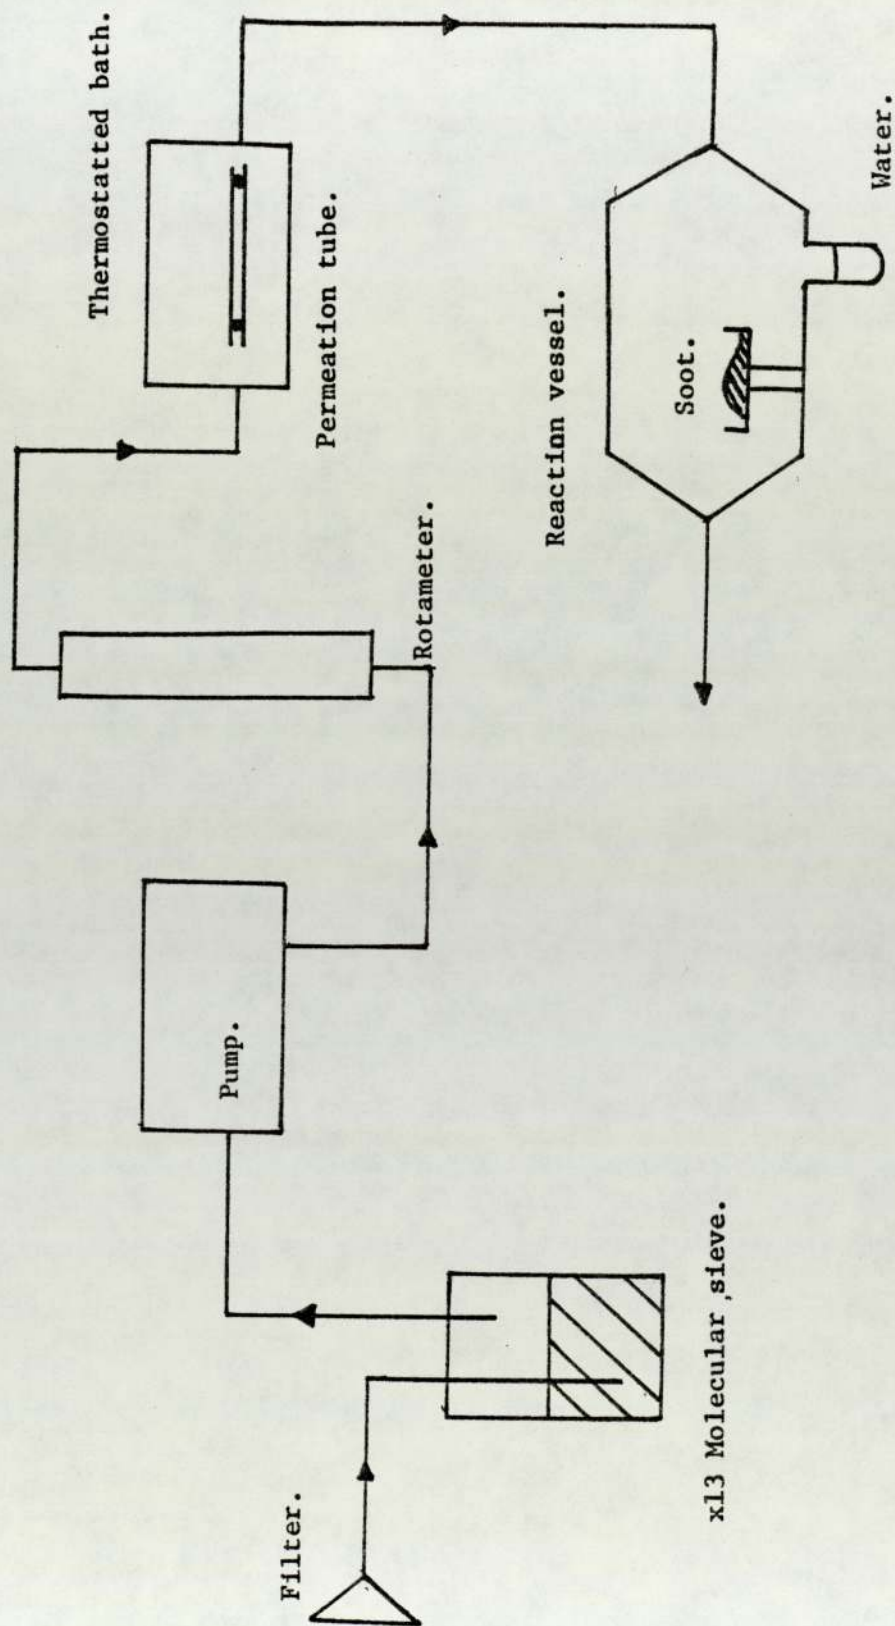 Filter.
x13 Molecular sieve.
Pump.
Rotameter.
Thermostatted bath.
Permeation tube.
Reaction vessel.
Soot.
Water.